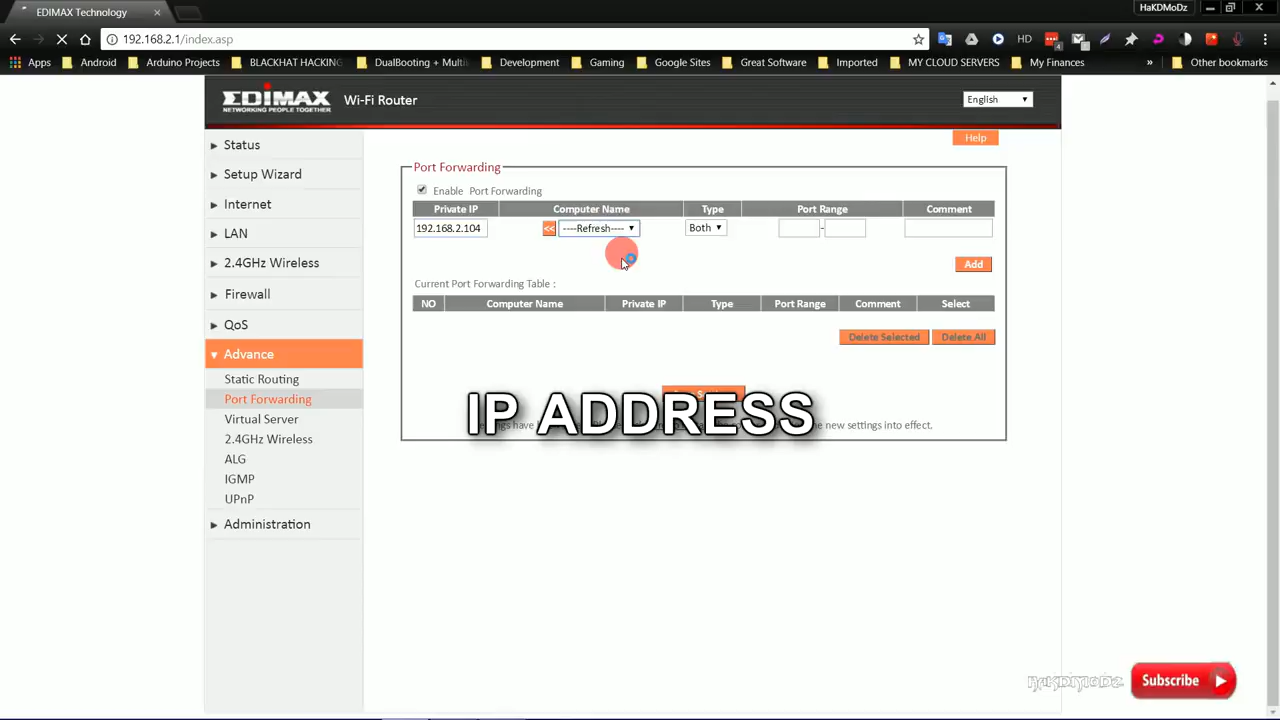 EDIMAX Technology
HaKDMoDz
192.168.2.1/index.asp
HD
4
Apps
Android
Arduino Projects
BLACKHAT HACKING
DualBooting + Multi
Development
Gaming
Google Sites
Great Software
Imported
MY CLOUD SERVERS
My Finances
»
Other bookmarks
EDIMAX
NETWORKING PEOPLE TOGETHER
Wi-Fi Router
English
Help
Status
Setup Wizard
Internet
LAN
2.4GHz Wireless
Firewall
QoS
Advance
Static Routing
Port Forwarding
Virtual Server
2.4GHz Wireless
ALG
IGMP
UPnP
Administration
Port Forwarding
Enable Port Forwarding
Private IP Computer Name Type Port Range Comment
192.168.2.104 << ----Refresh---- Both -
Add
Current Port Forwarding Table :
NO Computer Name Private IP Type Port Range Comment Select
Delete Selected Delete All
IP ADDRESS
the new settings into effect.
HaKDMoDz
Subscribe